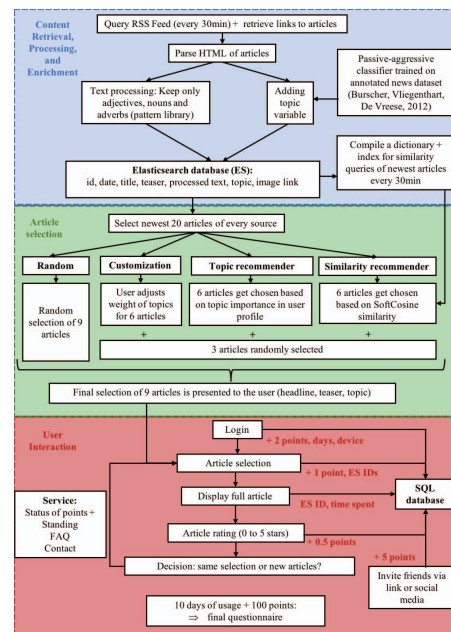 Content
Retrieval,
Processing,
and
Enrichment
Query RSS Feed (every 30min) + retrieve links to articles
Parse HTML of articles
Text processing: Keep only
adjectives, nouns and
adverbs (pattern library)
Adding
topic
variable
Passive-aggressive
classifier trained on
annotated news dataset
(Burscher, Vliegenthart,
De Vreese, 2012)
Elasticsearch database (ES):
id, date, title, teaser, processed text, topic, image link
Compile a dictionary +
index for similarity
queries of newest articles
every 30min
Article
selection
Select newest 20 articles of every source
Random
Customization
Topic recommender
Similarity recommender
Random
selection of 9
articles
User adjusts
weight of topics
for 6 articles
6 articles get chosen based
on topic importance in user
profile
6 articles get chosen
based on SoftCosine
similarity
+
+
+
3 articles randomly selected
Final selection of 9 articles is presented to the user (headline, teaser, topic)
User
Interaction
Login
+ 2 points, days, device
Article selection
+ 1 point, ES IDs
Display full article
ES ID, time spent
SQL
database
Service:
Status of points +
Standing
FAQ
Contact
Article rating (0 to 5 stars)
+ 0.5 points
+ 5 points
Decision: same selection or new articles?
Invite friends via
link or social
media
10 days of usage + 100 points:
⇒ final questionnaire